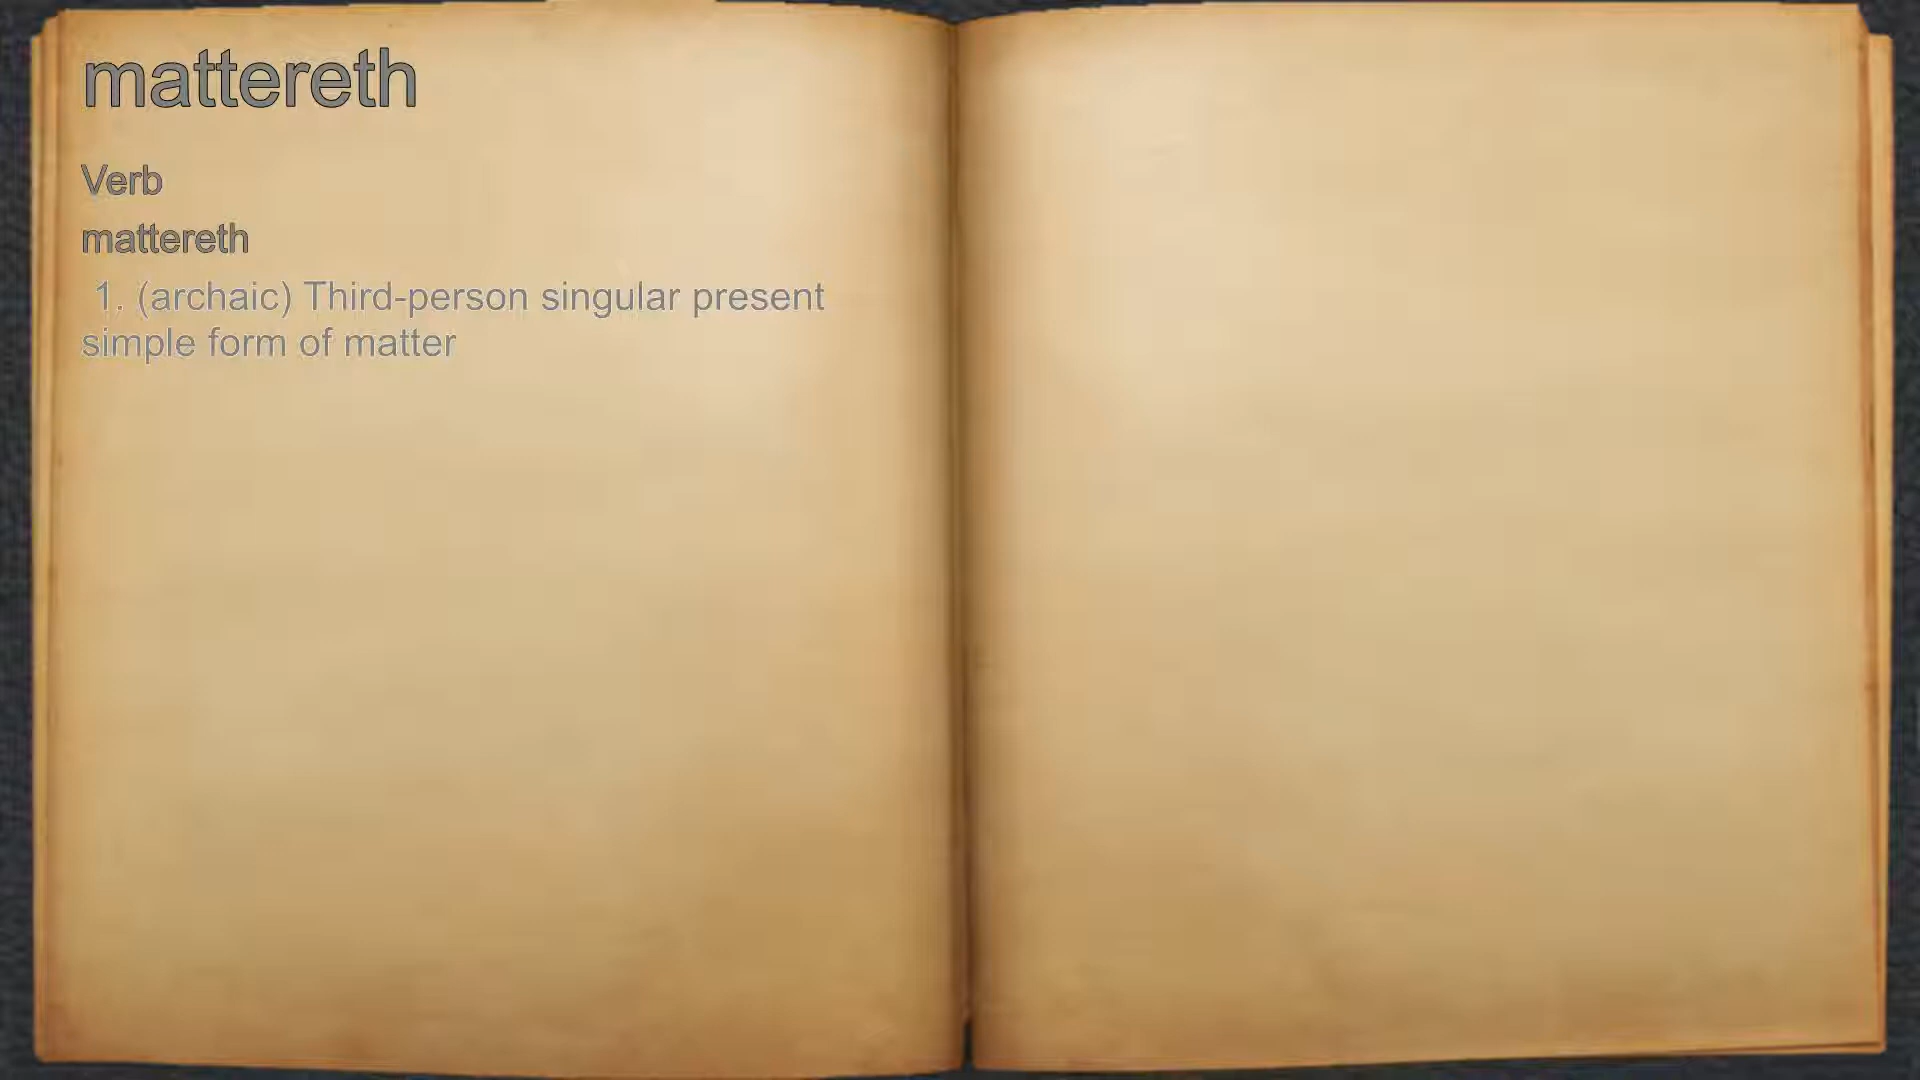 mattereth
Verb
mattereth
1. (archaic) Third-person singular present
simple form of matter